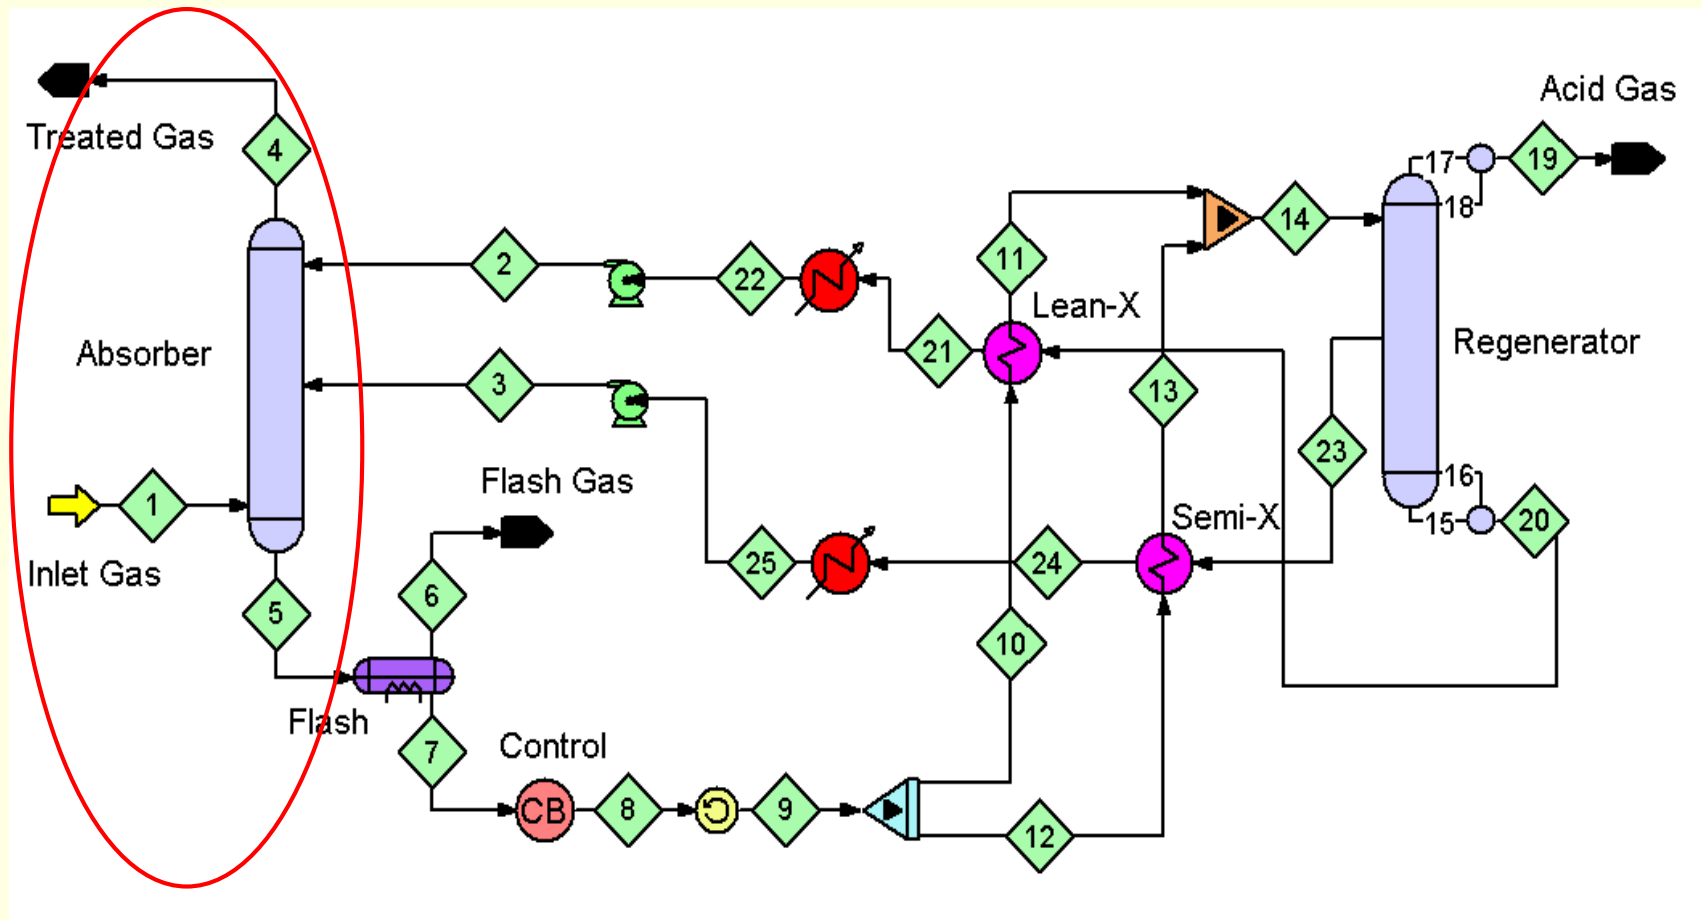 Acid Gas
Treated Gas
4
17
19
18
14
2
22
11
Lean-X
Absorber
21
Regenerator
3
13
23
Flash Gas
16
1
Semi-X
15
20
Inlet Gas
25
24
6
5
10
Flash
7
Control
CB
8
9
12